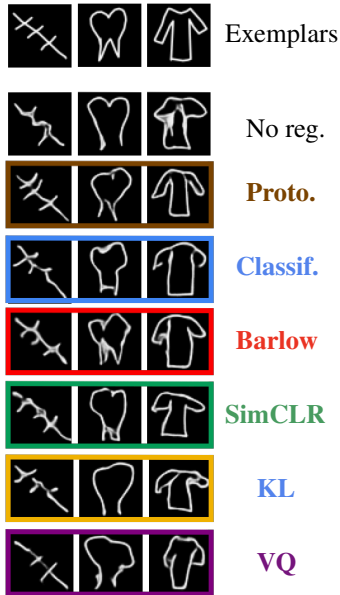 Exemplars
No reg.
Proto.
Classif.
Barlow
SimCLR
KL
VQ